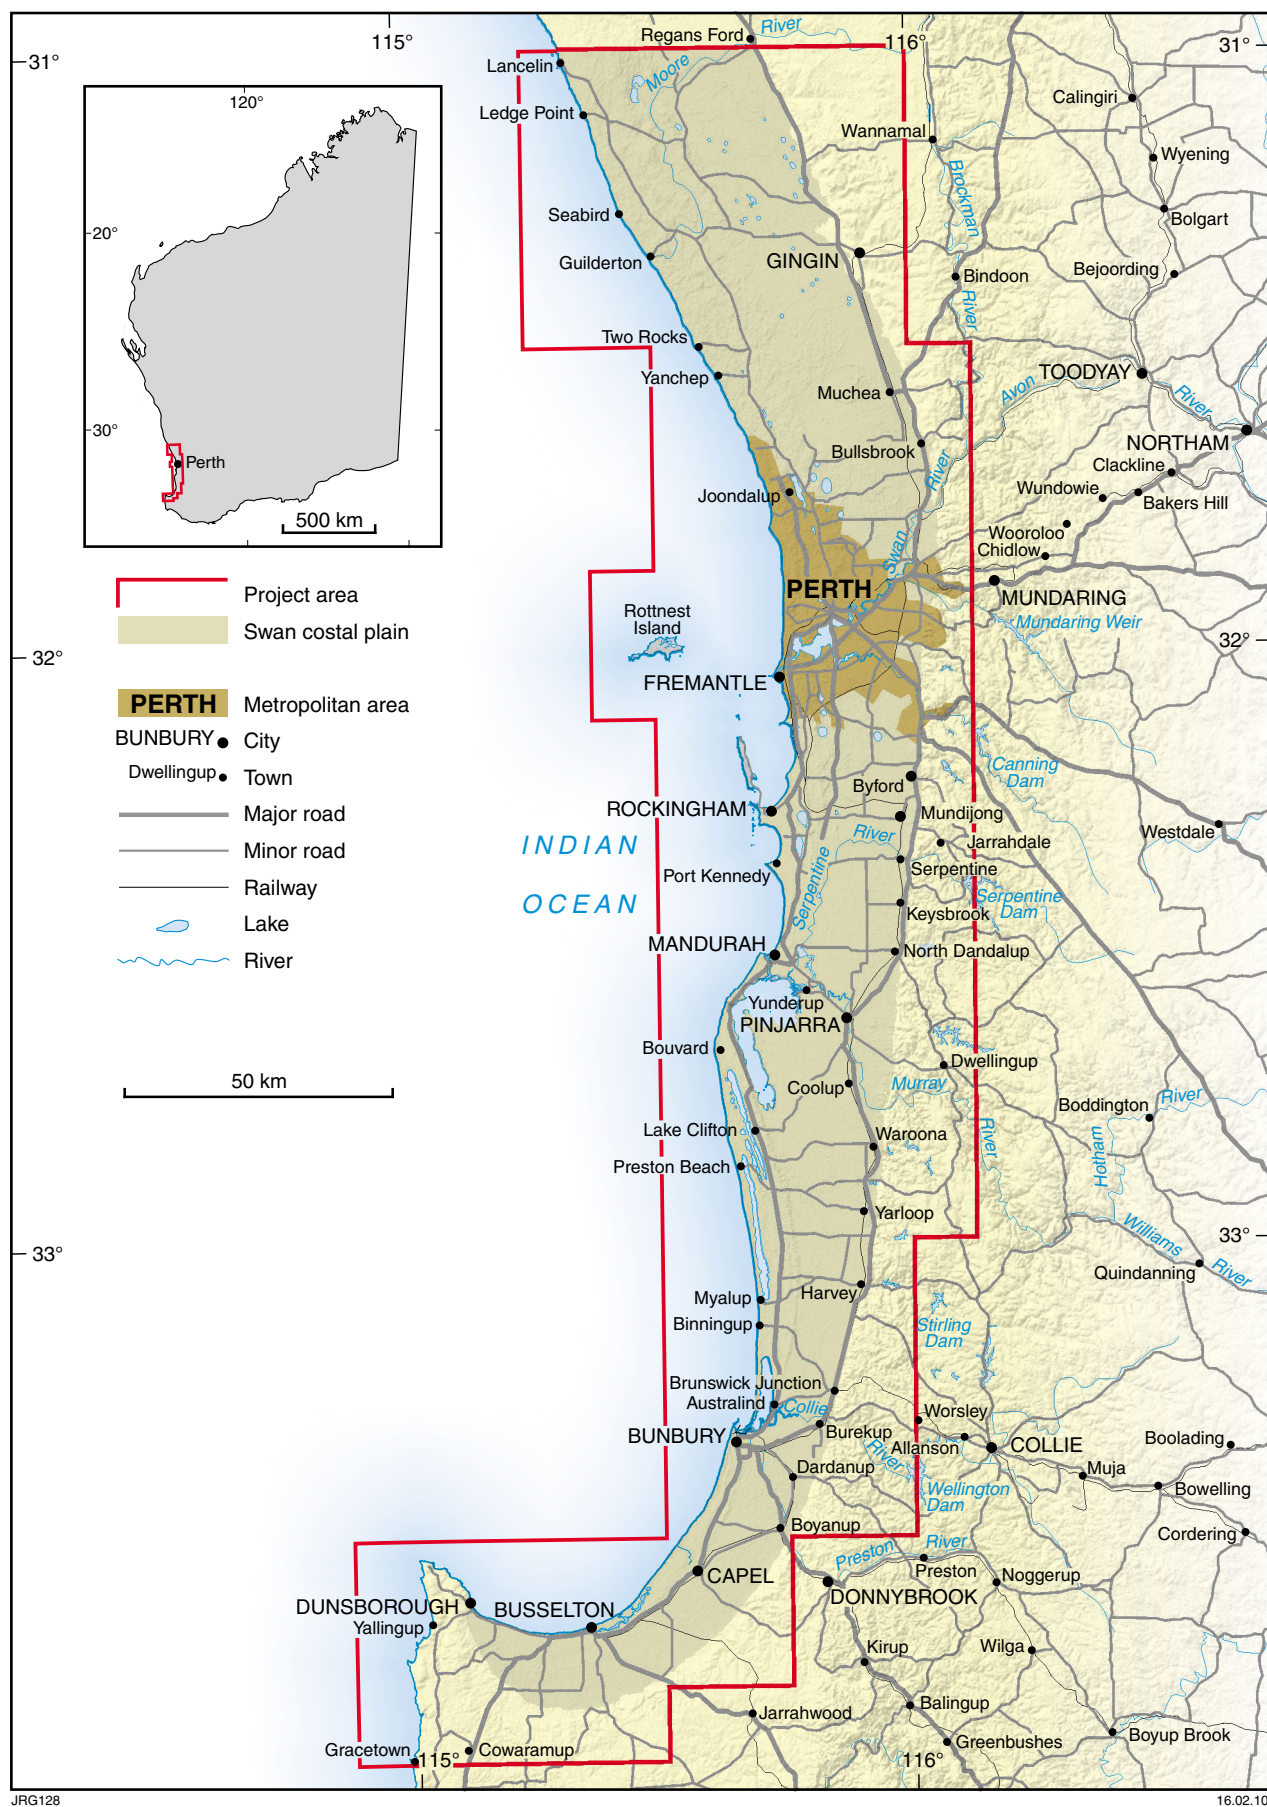 115°
116°
31°
31°
Regans Ford
River
Moore
Lancelin
Ledge Point
Calingiri
Wannamal
Wyening
Brockman
Bolgart
Seabird
Guilderton
GINGIN
Bindoon
Bejoording
River
120°
20°
30°
Perth
500 km
Two Rocks
Yanchep
Muchea
TOODYAY
Avon
River
NORTHAM
Bullsbrook
Clackline
River
Wundowie
Bakers Hill
Joondalup
Wooroloo
Chidlow
Swan
PERTH
MUNDARING
Mundaring Weir
Rottnest
Island
32°
32°
FREMANTLE
Project area
Swan costal plain
PERTH
Metropolitan area
BUNBURY
City
Dwellingup
Town
Major road
Minor road
Railway
Lake
River
50 km
Canning
Dam
Byford
ROCKINGHAM
Mundijong
River
Westdale
Jarrahdale
INDIAN
OCEAN
Port Kennedy
Serpentine
Serpentine
Serpentine
Dam
Keysbrook
MANDURAH
North Dandalup
Yunderup
PINJARRA
Bouvard
Dwellingup
Coolup
Murray
River
Boddington
River
Hotham
Lake Clifton
Waroona
Preston Beach
Yarloop
Williams
River
33°
33°
Quindanning
Harvey
Myalup
Binningup
Stirling
Dam
Brunswick Junction
Australind
Collie
Worsley
BUNBURY
Burekup
River
Allanson
COLLIE
Boolading
Dardanup
Muja
Wellington
Dam
Bowelling
Boyanup
Cordering
Preston
River
Preston
Noggerup
CAPEL
DONNYBROOK
DUNSBOROUGH
BUSSELTON
Yallingup
Kirup
Wilga
Balingup
Jarrahwood
Greenbushes
Boyup Brook
Gracetown
115°
Cowaramup
116°
JRG128
16.02.10